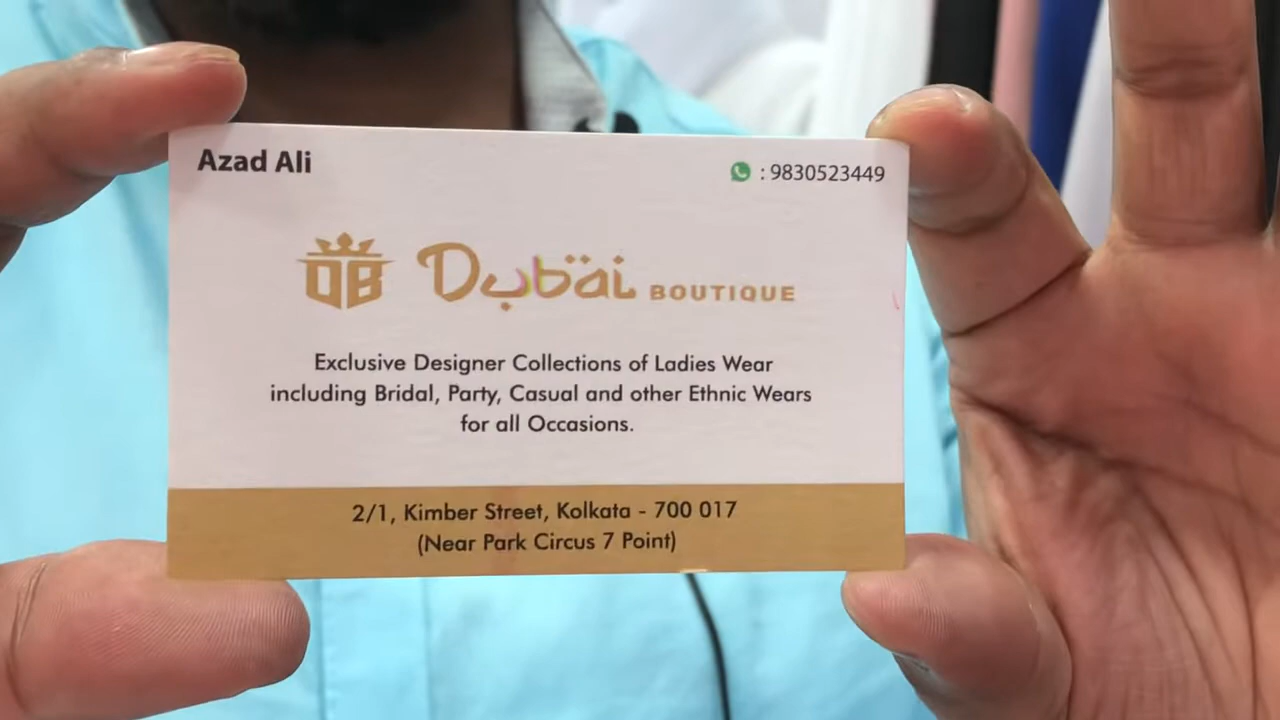 Azad Ali
: 9830523449
DB Dubai BOUTIQUE
Exclusive Designer Collections of Ladies Wear
including Bridal, Party, Casual and other Ethnic Wears
for all Occasions.
2/1, Kimber Street, Kolkata - 700 017
(Near Park Circus 7 Point)